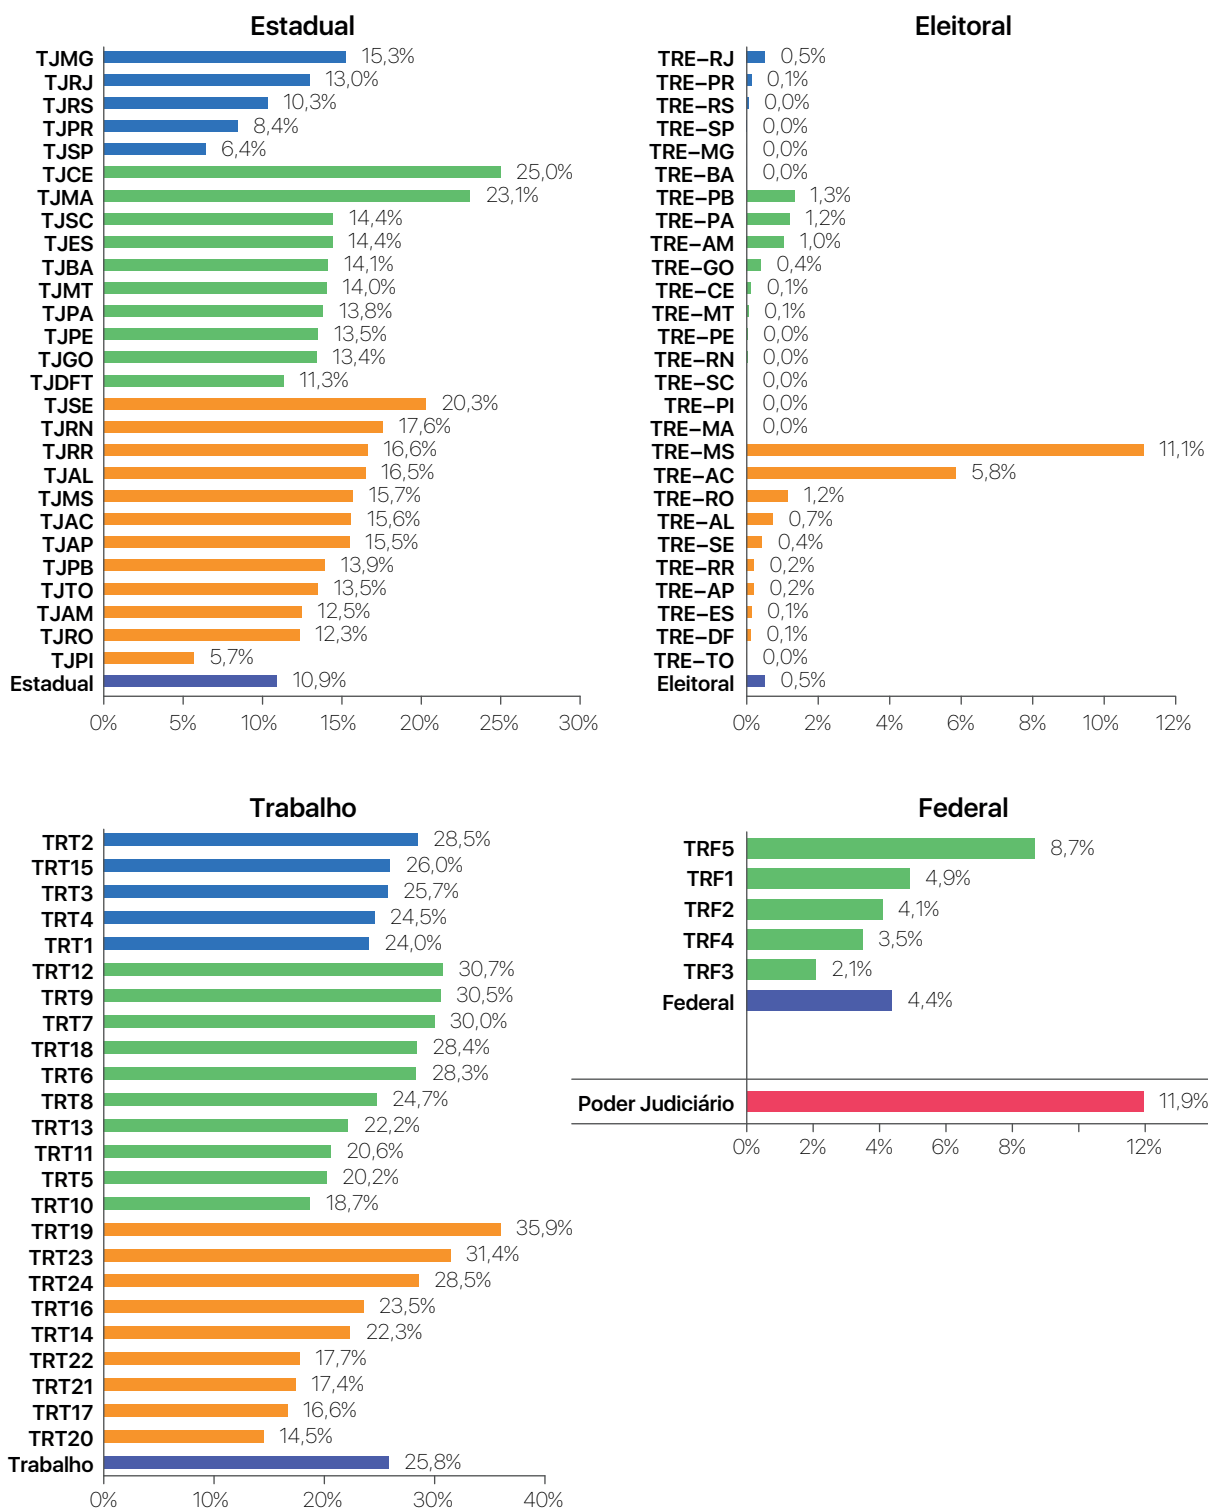 Estadual
TJMG 15,3%
TJRJ 13,0%
TJRS 10,3%
TJPR 8,4%
TJSP 6,4%
TJCE 25,0%
TJMA 23,1%
TJSC 14,4%
TJES 14,4%
TJBA 14,1%
TJMT 14,0%
TJPA 13,8%
TJPE 13,5%
TJGO 13,4%
TJDFT 11,3%
TJSE 20,3%
TJRN 17,6%
TJRR 16,6%
TJAL 16,5%
TJMS 15,7%
TJAC 15,6%
TJAP 15,5%
TJPB 13,9%
TJTO 13,5%
TJAM 12,5%
TJRO 12,3%
TJPI 5,7%
Estadual 10,9%
0% 5% 10% 15% 20% 25% 30%
Eleitoral
TRE–RJ 0,5%
TRE–PR 0,1%
TRE–RS 0,0%
TRE–SP 0,0%
TRE–MG 0,0%
TRE–BA 0,0%
TRE–PB 1,3%
TRE–PA 1,2%
TRE–AM 1,0%
TRE–GO 0,4%
TRE–CE 0,1%
TRE–MT 0,1%
TRE–PE 0,0%
TRE–RN 0,0%
TRE–SC 0,0%
TRE–PI 0,0%
TRE–MA 0,0%
TRE–MS 11,1%
TRE–AC 5,8%
TRE–RO 1,2%
TRE–AL 0,7%
TRE–SE 0,4%
TRE–RR 0,2%
TRE–AP 0,2%
TRE–ES 0,1%
TRE–DF 0,1%
TRE–TO 0,0%
Eleitoral 0,5%
0% 2% 4% 6% 8% 10% 12%
Trabalho
TRT2 28,5%
TRT15 26,0%
TRT3 25,7%
TRT4 24,5%
TRT1 24,0%
TRT12 30,7%
TRT9 30,5%
TRT7 30,0%
TRT18 28,4%
TRT6 28,3%
TRT8 24,7%
TRT13 22,2%
TRT11 20,6%
TRT5 20,2%
TRT10 18,7%
TRT19 35,9%
TRT23 31,4%
TRT24 28,5%
TRT16 23,5%
TRT14 22,3%
TRT22 17,7%
TRT21 17,4%
TRT17 16,6%
TRT20 14,5%
Trabalho 25,8%
0% 10% 20% 30% 40%
Federal
TRF5 8,7%
TRF1 4,9%
TRF2 4,1%
TRF4 3,5%
TRF3 2,1%
Federal 4,4%
Poder Judiciário 11,9%
0% 2% 4% 6% 8% 12%